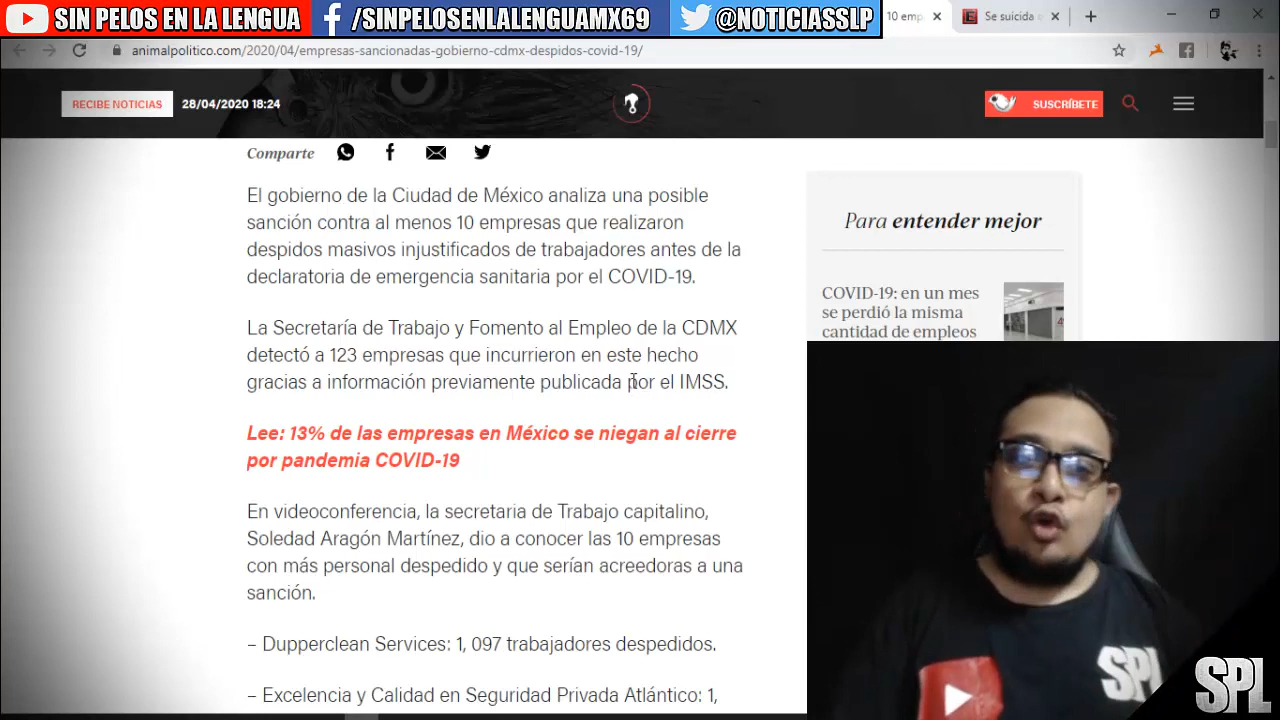 SIN PELOS EN LA LENGUA
/SINPELOSENLALENGUAMX69
@NOTICIASSLP
10 emp
Se suicida e
animalpolitico.com/2020/04/empresas-sancionadas-gobierno-cdmx-despidos-covid-19/
RECIBE NOTICIAS
28/04/2020 18:24
SUSCRÍBETE
Comparte
El gobierno de la Ciudad de México analiza una posible
sanción contra al menos 10 empresas que realizaron
despidos masivos injustificados de trabajadores antes de la
declaratoria de emergencia sanitaria por el COVID-19.
La Secretaría de Trabajo y Fomento al Empleo de la CDMX
detectó a 123 empresas que incurrieron en este hecho
gracias a información previamente publicada por el IMSS.
Lee: 13% de las empresas en México se niegan al cierre
por pandemia COVID-19
En videoconferencia, la secretaria de Trabajo capitalino,
Soledad Aragón Martínez, dio a conocer las 10 empresas
con más personal despedido y que serían acreedoras a una
sanción.
– Dupperclean Services: 1, 097 trabajadores despedidos.
– Excelencia y Calidad en Seguridad Privada Atlántico: 1,
Para entender mejor
COVID-19: en un mes
se perdió la misma
cantidad de empleos
SPL
SPL